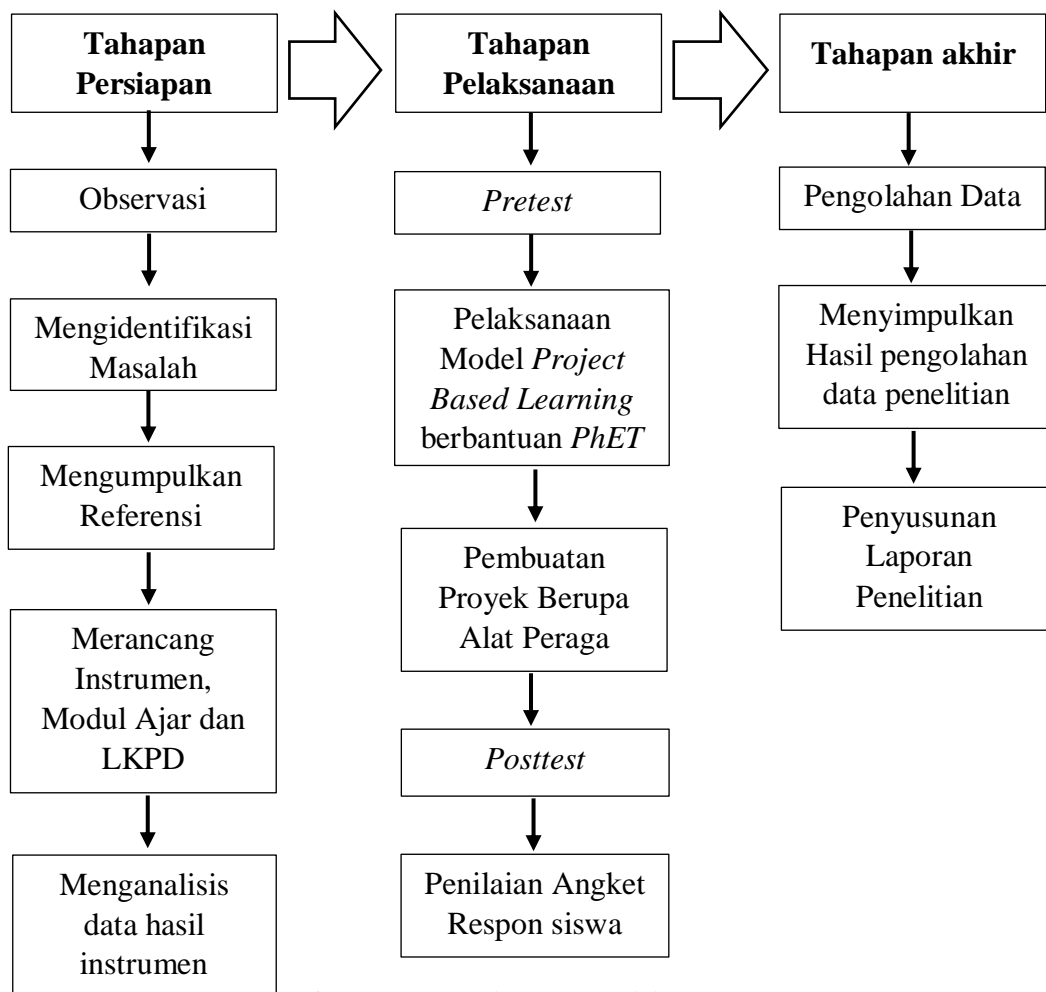 Tahapan
Persiapan
Observasi
Mengidentifikasi
Masalah
Mengumpulkan
Referensi
Merancang
Instrumen,
Modul Ajar dan
LKPD
Menganalisis
data hasil
instrumen
Tahapan
Pelaksanaan
Pretest
Pelaksanaan
Model Project
Based Learning
berbantuan PhET
Pembuatan
Proyek Berupa
Alat Peraga
Posttest
Penilaian Angket
Respon siswa
Tahapan akhir
Pengolahan Data
Menyimpulkan
Hasil pengolahan
data penelitian
Penyusunan
Laporan
Penelitian